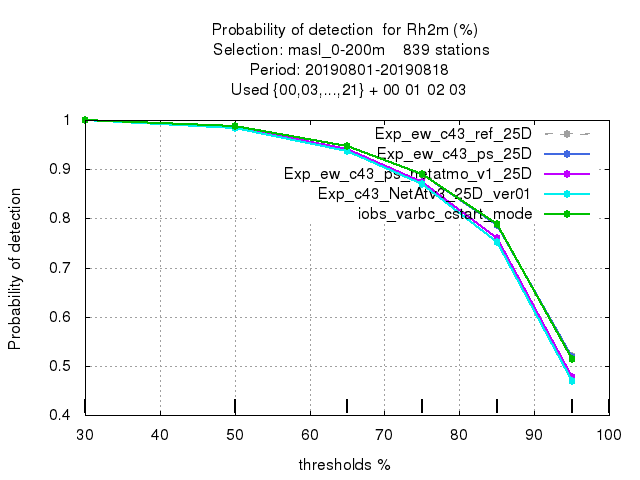 Probability of detection  for Rh2m (%)
Selection: masl_0-200m    839 stations
Period: 20190801-20190818
Used {00,03,...,21} + 00 01 02 03
Exp_ew_c43_ref_25D
Exp_ew_c43_ps_25D
Exp_ew_c43_ps_netatmo_v1_25D
Exp_c43_NetAtv3_25D_ver01
iobs_varbc_cstart_mode
Probability of detection
1
0.9
0.8
0.7
0.6
0.5
0.4
30 40 50 60 70 80 90 100
thresholds %